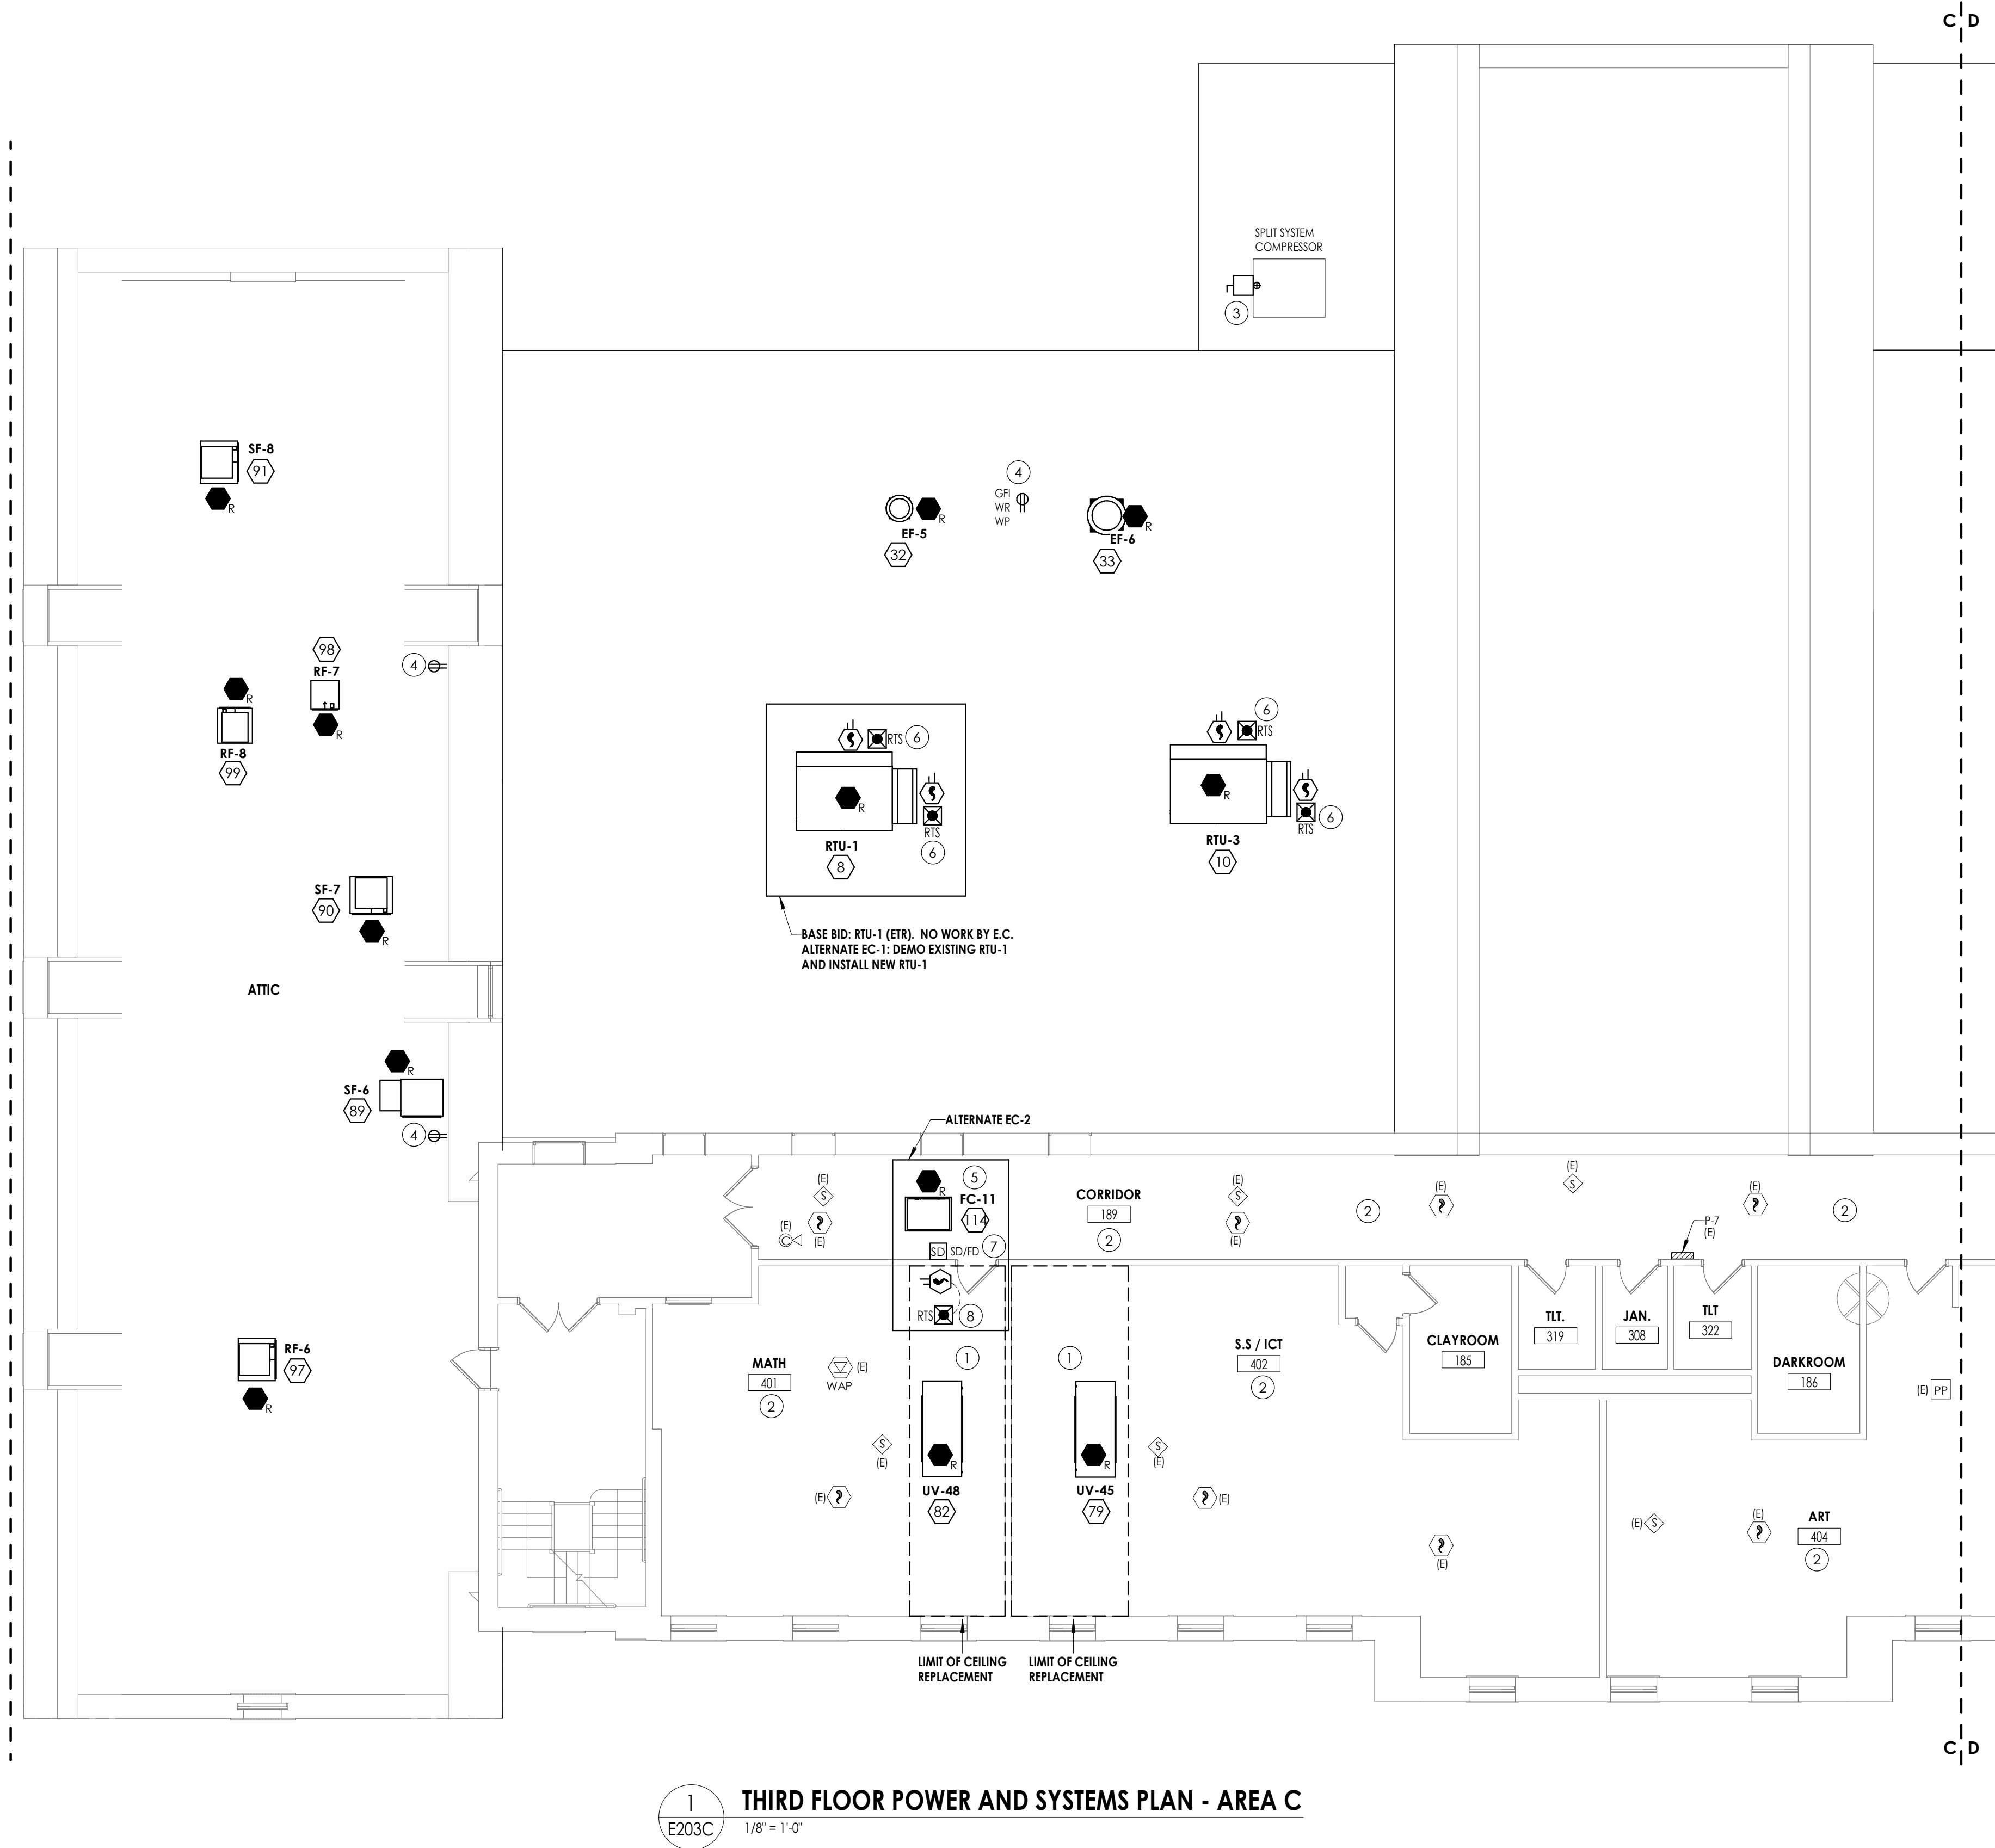 C D
SPLIT SYSTEM
COMPRESSOR
3
SF-8
91
R
4
GFI
WR
WP
R
EF-5
32
R
EF-6
33
98
RF-7
R
4
R
RF-8
99
RTS 6
R
RTS
6
RTU-1
8
6
RTS
R
RTS 6
RTU-3
10
SF-7
90
R
BASE BID: RTU-1 (ETR). NO WORK BY E.C.
ALTERNATE EC-1: DEMO EXISTING RTU-1
AND INSTALL NEW RTU-1
ATTIC
R
SF-6
89
4
ALTERNATE EC-2
(E)
S
(E)
(E)
C
R
5
FC-11
114
SD SD/FD 7
RTS 8
CORRIDOR
189
2
(E)
S
(E)
2
(E)
(E)
S
P-7
(E)
(E)
2
RF-6
97
R
MATH
401
2
(E)
WAP
1
1
S.S / ICT
402
2
CLAYROOM
185
TLT.
319
JAN.
308
TLT
322
DARKROOM
186
(E) PP
S
(E)
R
UV-48
82
(E)
R
UV-45
79
S
(E)
(E)
(E)
(E) S
(E)
ART
404
2
LIMIT OF CEILING
REPLACEMENT
LIMIT OF CEILING
REPLACEMENT
C D
1
E203C
THIRD FLOOR POWER AND SYSTEMS PLAN - AREA C
1/8" = 1'-0"